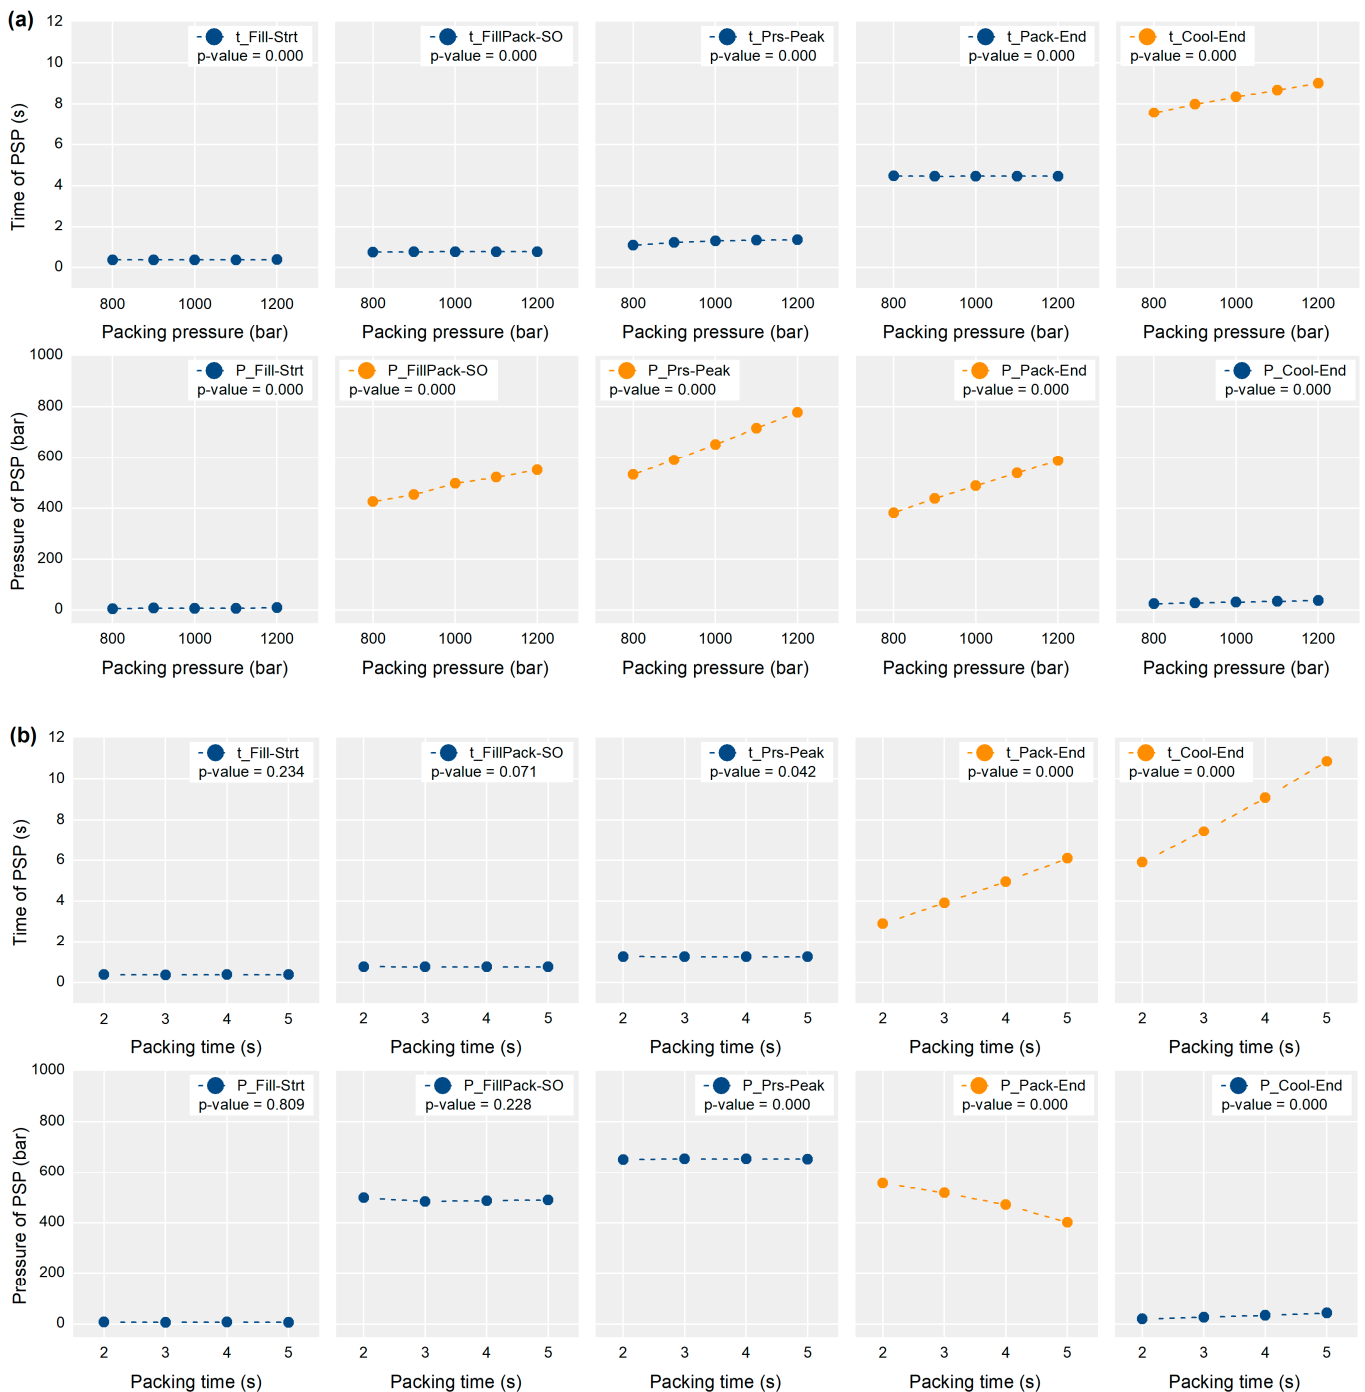 (a)
t_Fill-Strt
p-value = 0.000
t_FillPack-SO
p-value = 0.000
t_Prs-Peak
p-value = 0.000
t_Pack-End
p-value = 0.000
t_Cool-End
p-value = 0.000
Time of PSP (s)
12
10
8
6
4
2
0
800 1000 1200
800 1000 1200
800 1000 1200
800 1000 1200
800 1000 1200
Packing pressure (bar)
Packing pressure (bar)
Packing pressure (bar)
Packing pressure (bar)
Packing pressure (bar)
P_Fill-Strt
p-value = 0.000
P_FillPack-SO
p-value = 0.000
P_Prs-Peak
p-value = 0.000
P_Pack-End
p-value = 0.000
P_Cool-End
p-value = 0.000
Pressure of PSP (bar)
1000
800
600
400
200
0
800 1000 1200
800 1000 1200
800 1000 1200
800 1000 1200
800 1000 1200
Packing pressure (bar)
Packing pressure (bar)
Packing pressure (bar)
Packing pressure (bar)
Packing pressure (bar)
(b)
t_Fill-Strt
p-value = 0.234
t_FillPack-SO
p-value = 0.071
t_Prs-Peak
p-value = 0.042
t_Pack-End
p-value = 0.000
t_Cool-End
p-value = 0.000
Time of PSP (s)
12
10
8
6
4
2
0
2 3 4 5
2 3 4 5
2 3 4 5
2 3 4 5
2 3 4 5
Packing time (s)
Packing time (s)
Packing time (s)
Packing time (s)
Packing time (s)
P_Fill-Strt
p-value = 0.809
P_FillPack-SO
p-value = 0.228
P_Prs-Peak
p-value = 0.000
P_Pack-End
p-value = 0.000
P_Cool-End
p-value = 0.000
Pressure of PSP (bar)
1000
800
600
400
200
0
2 3 4 5
2 3 4 5
2 3 4 5
2 3 4 5
2 3 4 5
Packing time (s)
Packing time (s)
Packing time (s)
Packing time (s)
Packing time (s)